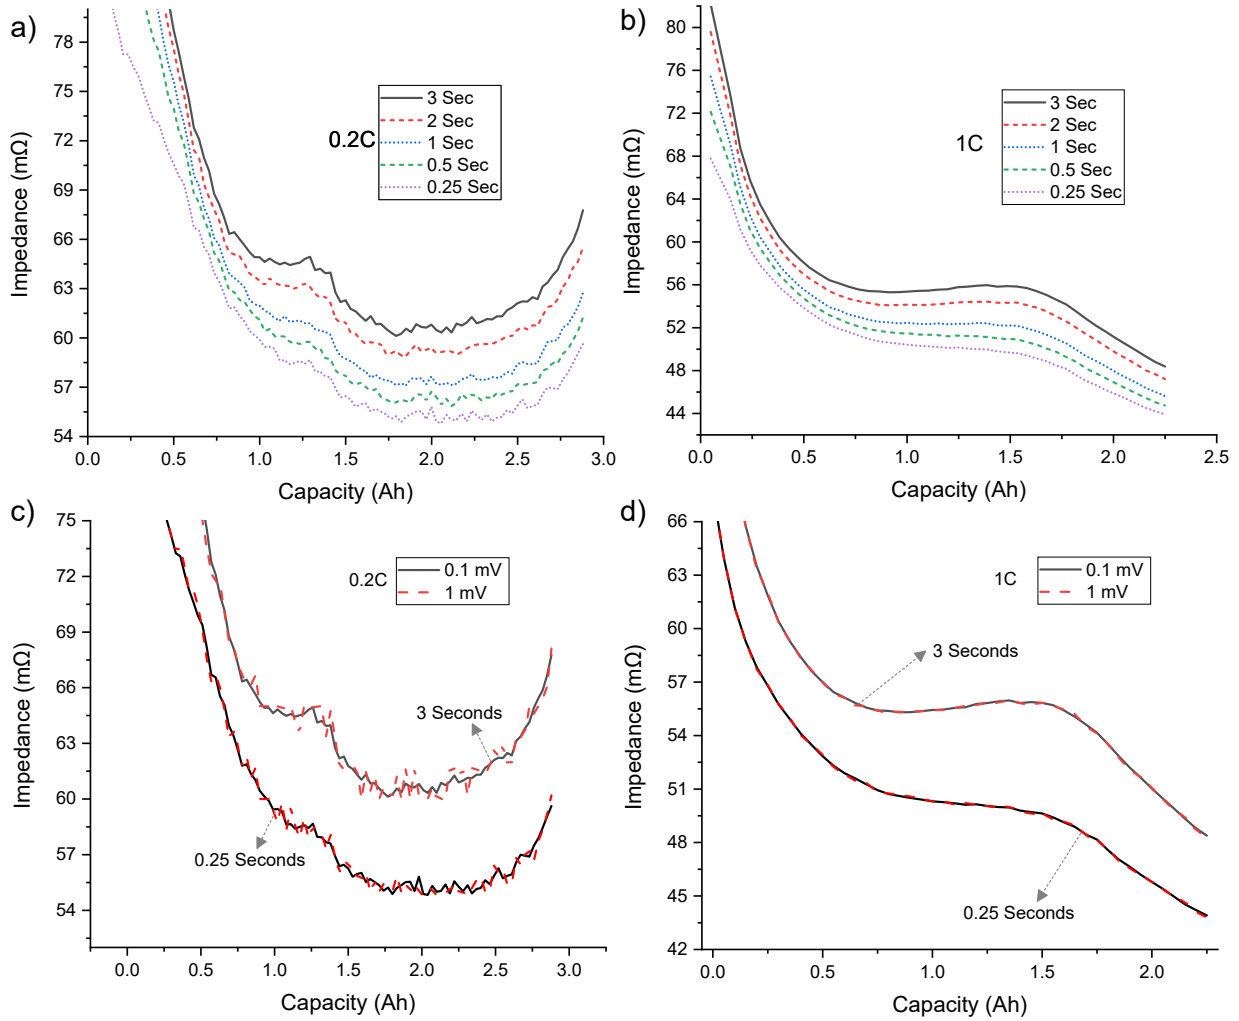 a)
78
75
72
69
66
63
60
57
54
Impedance (mΩ)
0.2C
3 Sec
2 Sec
1 Sec
0.5 Sec
0.25 Sec
0.0 0.5 1.0 1.5 2.0 2.5 3.0
Capacity (Ah)
b)
80
76
72
68
64
60
56
52
48
44
Impedance (mΩ)
1C
3 Sec
2 Sec
1 Sec
0.5 Sec
0.25 Sec
0.0 0.5 1.0 1.5 2.0 2.5
Capacity (Ah)
c)
75
72
69
66
63
60
57
54
Impedance (mΩ)
0.2C
0.1 mV
1 mV
3 Seconds
0.25 Seconds
0.0 0.5 1.0 1.5 2.0 2.5 3.0
Capacity (Ah)
d)
66
63
60
57
54
51
48
45
42
Impedance (mΩ)
1C
0.1 mV
1 mV
3 Seconds
0.25 Seconds
0.0 0.5 1.0 1.5 2.0
Capacity (Ah)